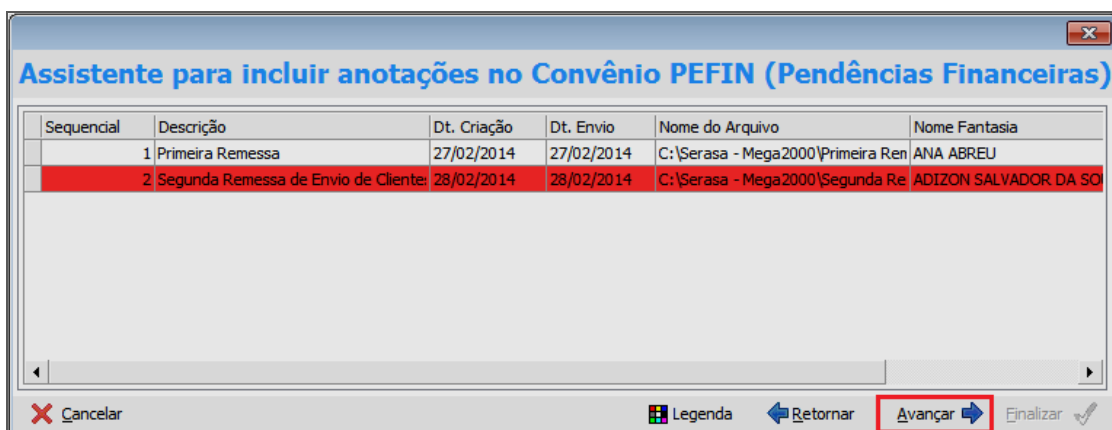 Assistente para incluir anotações no Convênio PEFIN (Pendências Financeiras)
Sequencial Descrição Dt. Criação Dt. Envio Nome do Arquivo Nome Fantasia
1 Primeira Remessa 27/02/2014 27/02/2014 C:\Serasa - Mega2000\Primeira Ren ANA ABREU
2 Segunda Remessa de Envio de Cliente 28/02/2014 28/02/2014 C:\Serasa - Mega2000\Segunda Re ADIZON SALVADOR DA SOU
Cancelar Legenda Retornar Avançar Finalizar